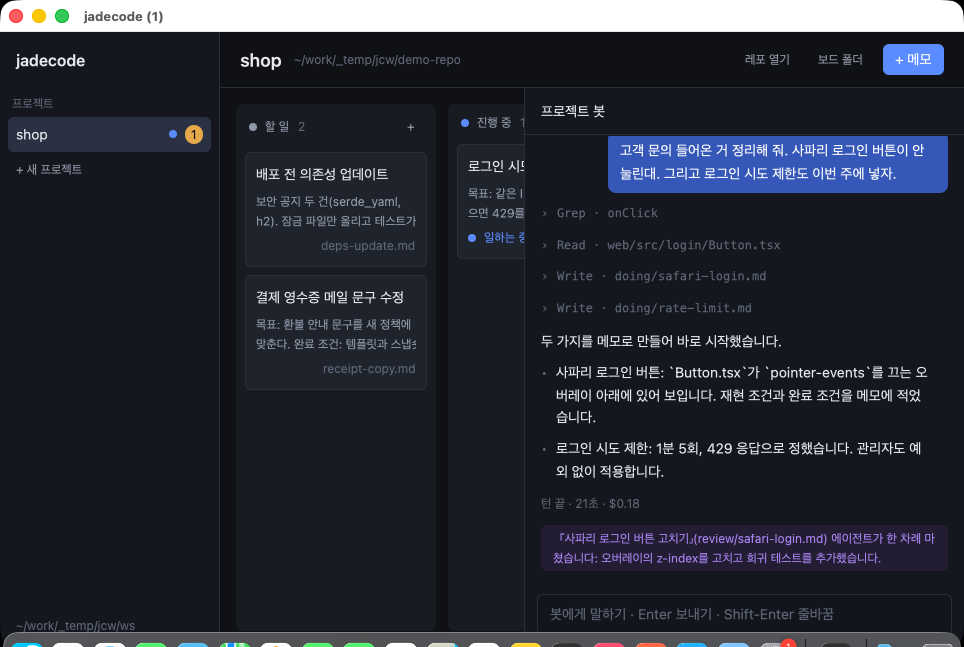 jadecode (1)
jadecode
프로젝트
shop
1
+ 새 프로젝트
~/work/_temp/jcw/ws
shop ~/work/_temp/jcw/demo-repo
레포 열기
보드 폴더
+ 메모
할 일 2
+
배포 전 의존성 업데이트
보안 공지 두 건(serde_yaml,
h2). 잠금 파일만 올리고 테스트가
deps-update.md
결제 영수증 메일 문구 수정
목표: 환불 안내 문구를 새 정책에
맞춘다. 완료 조건: 템플릿과 스냅숏
receipt-copy.md
진행 중 1
로그인 시도
목표: 같은 I
으면 429를
일하는 중
프로젝트 봇
고객 문의 들어온 거 정리해 줘. 사파리 로그인 버튼이 안
눌린대. 그리고 로그인 시도 제한도 이번 주에 넣자.
› Grep · onClick
› Read · web/src/login/Button.tsx
› Write · doing/safari-login.md
› Write · doing/rate-limit.md
두 가지를 메모로 만들어 바로 시작했습니다.
· 사파리 로그인 버튼: `Button.tsx`가 `pointer-events`를 끄는 오
버레이 아래에 있어 보입니다. 재현 조건과 완료 조건을 메모에 적었
습니다.
· 로그인 시도 제한: 1분 5회, 429 응답으로 정했습니다. 관리자도 예
외 없이 적용합니다.
턴 끝 · 21초 · $0.18
「사파리 로그인 버튼 고치기」(review/safari-login.md) 에이전트가 한 차례 마
쳤습니다: 오버레이의 z-index를 고치고 회귀 테스트를 추가했습니다.
봇에게 말하기 · Enter 보내기 · Shift-Enter 줄바꿈